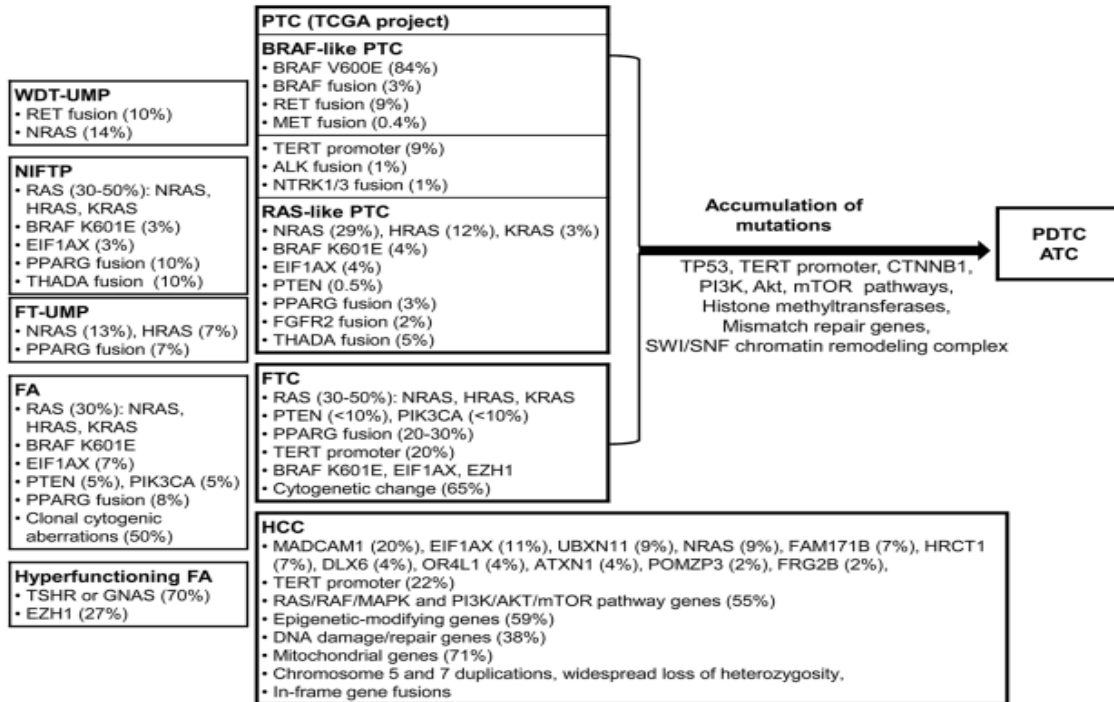 WDT-UMP
• RET fusion (10%)
• NRAS (14%)
NIFTP
• RAS (30-50%): NRAS,
HRAS, KRAS
• BRAF K601E (3%)
• EIF1AX (3%)
• PPARG fusion (10%)
• THADA fusion (10%)
FT-UMP
• NRAS (13%), HRAS (7%)
• PPARG fusion (7%)
FA
• RAS (30%): NRAS,
HRAS, KRAS
• BRAF K601E
• EIF1AX (7%)
• PTEN (5%), PIK3CA (5%)
• PPARG fusion (8%)
• Clonal cytogenic
aberrations (50%)
Hyperfunctioning FA
• TSHR or GNAS (70%)
• EZH1 (27%)
PTC (TCGA project)
BRAF-like PTC
• BRAF V600E (84%)
• BRAF fusion (3%)
• RET fusion (9%)
• MET fusion (0.4%)
• TERT promoter (9%)
• ALK fusion (1%)
• NTRK1/3 fusion (1%)
RAS-like PTC
• NRAS (29%), HRAS (12%), KRAS (3%)
• BRAF K601E (4%)
• EIF1AX (4%)
• PTEN (0.5%)
• PPARG fusion (3%)
• FGFR2 fusion (2%)
• THADA fusion (5%)
FTC
• RAS (30-50%): NRAS, HRAS, KRAS
• PTEN (<10%), PIK3CA (<10%)
• PPARG fusion (20-30%)
• TERT promoter (20%)
• BRAF K601E, EIF1AX, EZH1
• Cytogenetic change (65%)
HCC
• MADCAM1 (20%), EIF1AX (11%), UBXN11 (9%), NRAS (9%), FAM171B (7%), HRCT1
(7%), DLX6 (4%), OR4L1 (4%), ATXN1 (4%), POMZP3 (2%), FRG2B (2%),
• TERT promoter (22%)
• RAS/RAF/MAPK and PI3K/AKT/mTOR pathway genes (55%)
• Epigenetic-modifying genes (59%)
• DNA damage/repair genes (38%)
• Mitochondrial genes (71%)
• Chromosome 5 and 7 duplications, widespread loss of heterozygosity,
• In-frame gene fusions
Accumulation of
mutations
TP53, TERT promoter, CTNNB1,
PI3K, Akt, mTOR pathways,
Histone methyltransferases,
Mismatch repair genes,
SWI/SNF chromatin remodeling complex
PDTC
ATC